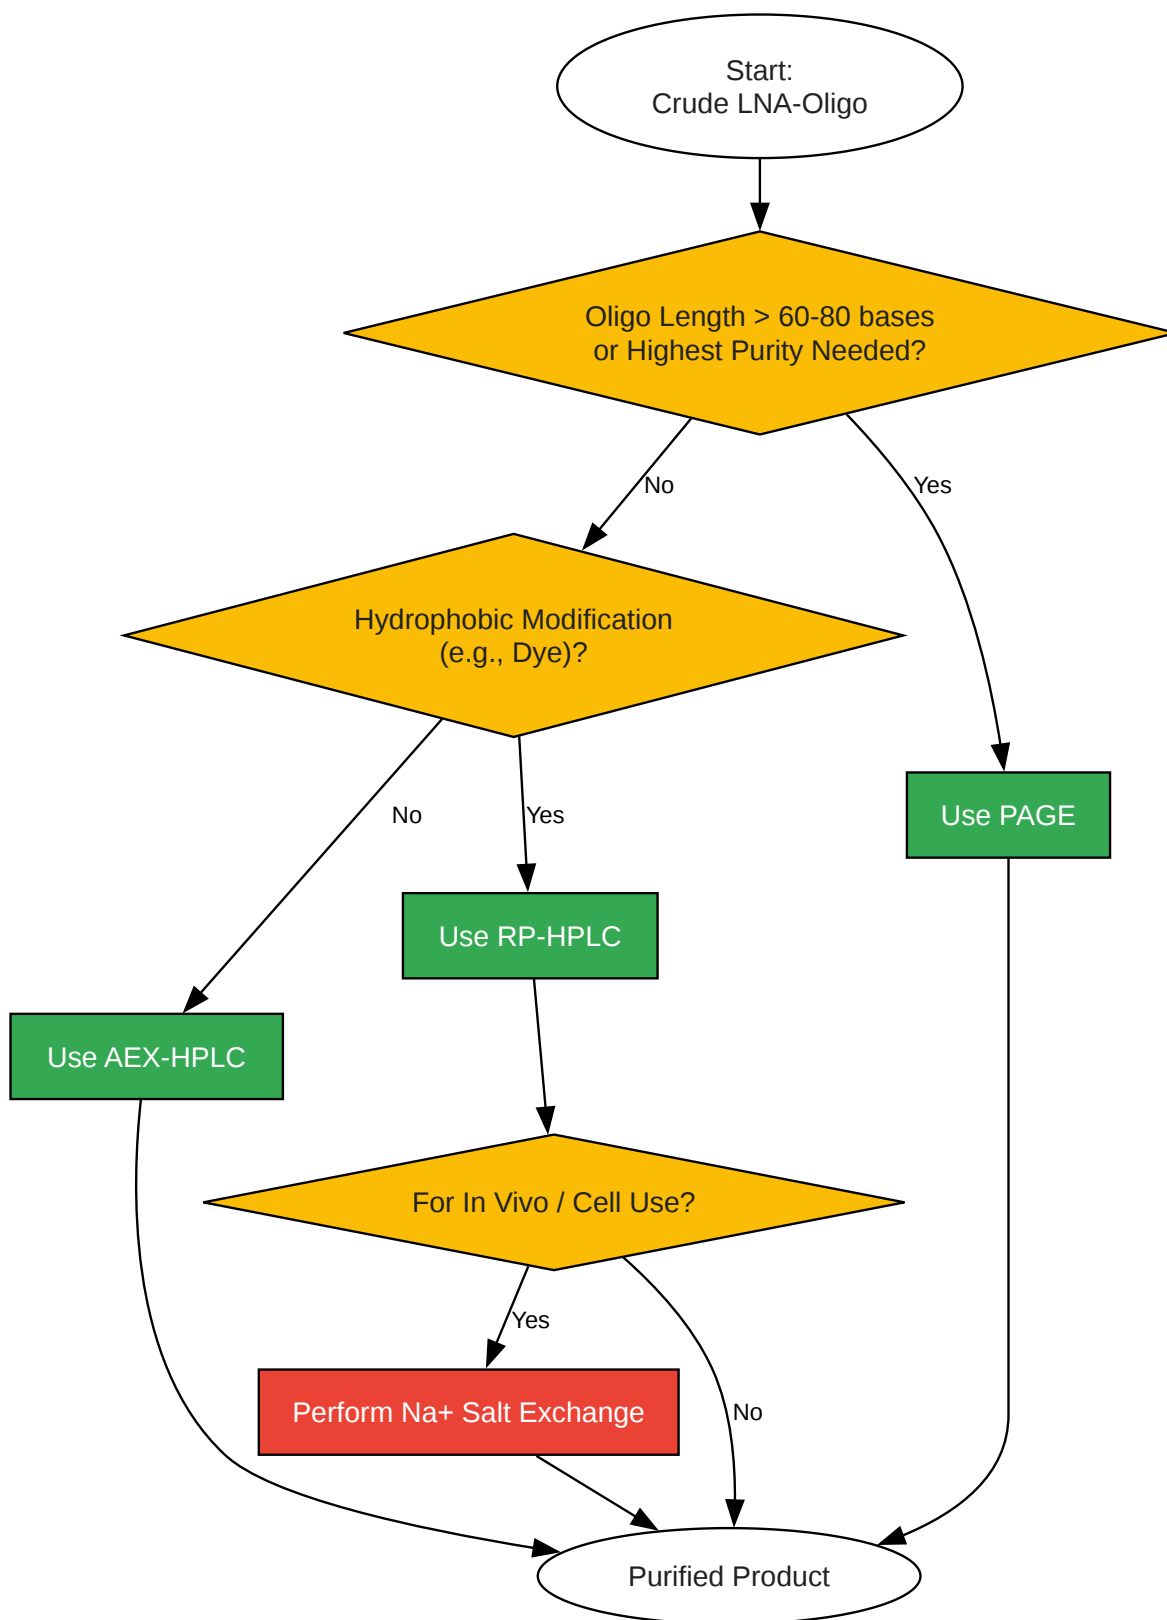 Start:
Crude LNA-Oligo
Oligo Length > 60-80 bases
or Highest Purity Needed?
No
Yes
Hydrophobic Modification
(e.g., Dye)?
No
Yes
Use PAGE
Use RP-HPLC
Use AEX-HPLC
For In Vivo / Cell Use?
Yes
Perform Na+ Salt Exchange
No
Purified Product